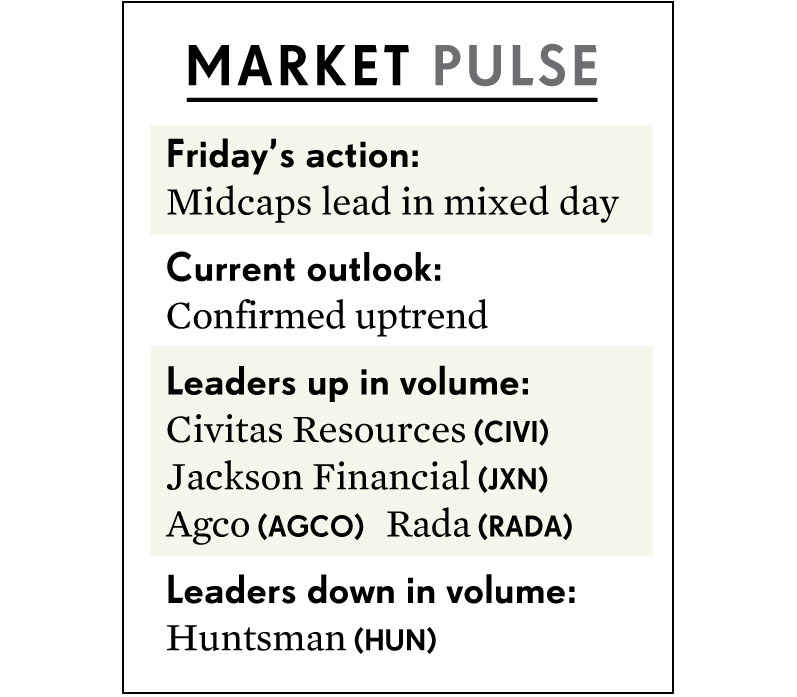 MARKET PULSE
Friday’s action:
Midcaps lead in mixed day
Current outlook:
Confirmed uptrend
Leaders up in volume:
Civitas Resources (CIVI)
Jackson Financial (JXN)
Agco (AGCO) Rada (RADA)
Leaders down in volume:
Huntsman (HUN)